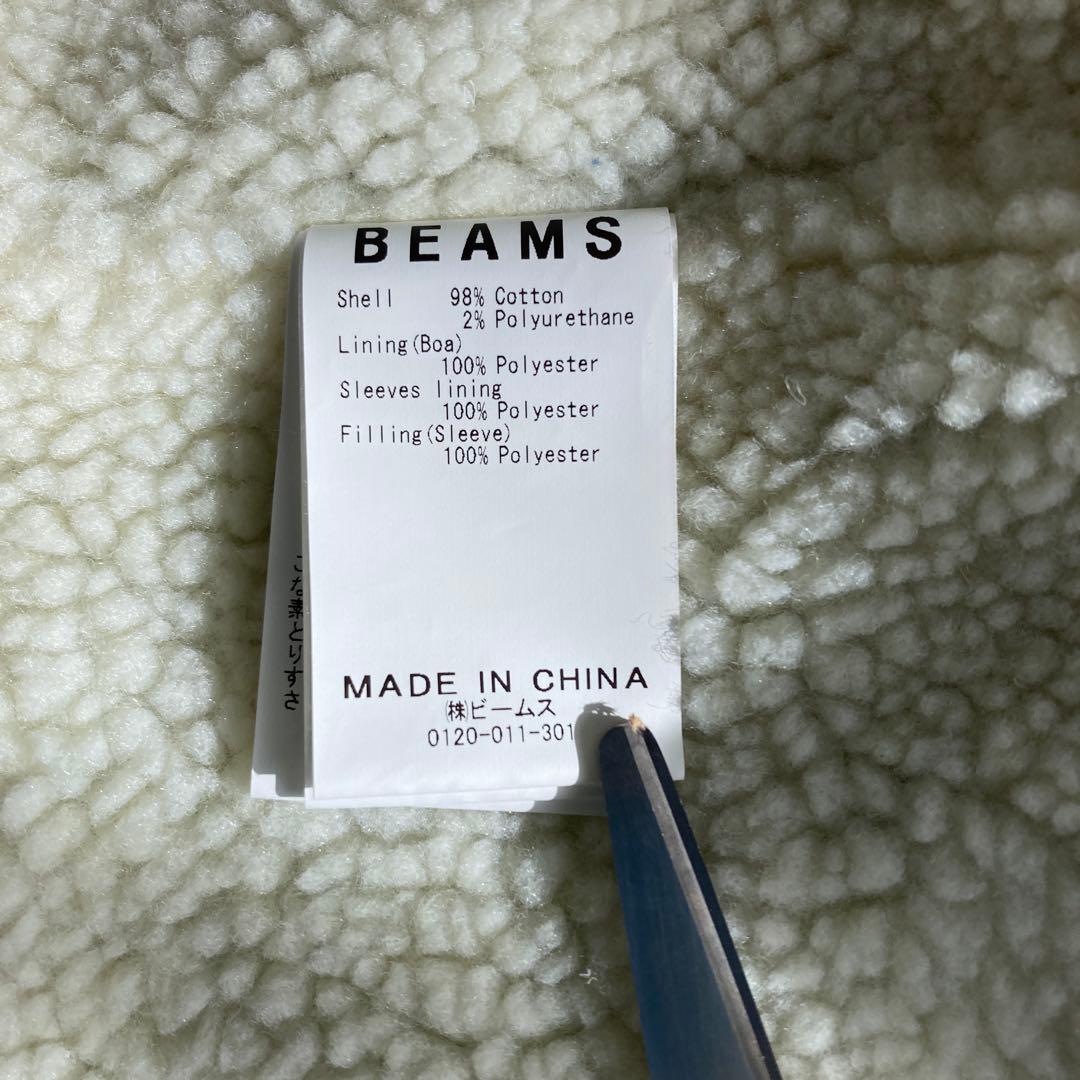 BEAMS
Shell 98% Cotton
2% Polyurethane
Lining(Boa)
100% Polyester
Sleeves lining
100% Polyester
Filling(Sleeve)
100% Polyester
MADE IN CHINA
㈱ビームス
0120-011-301